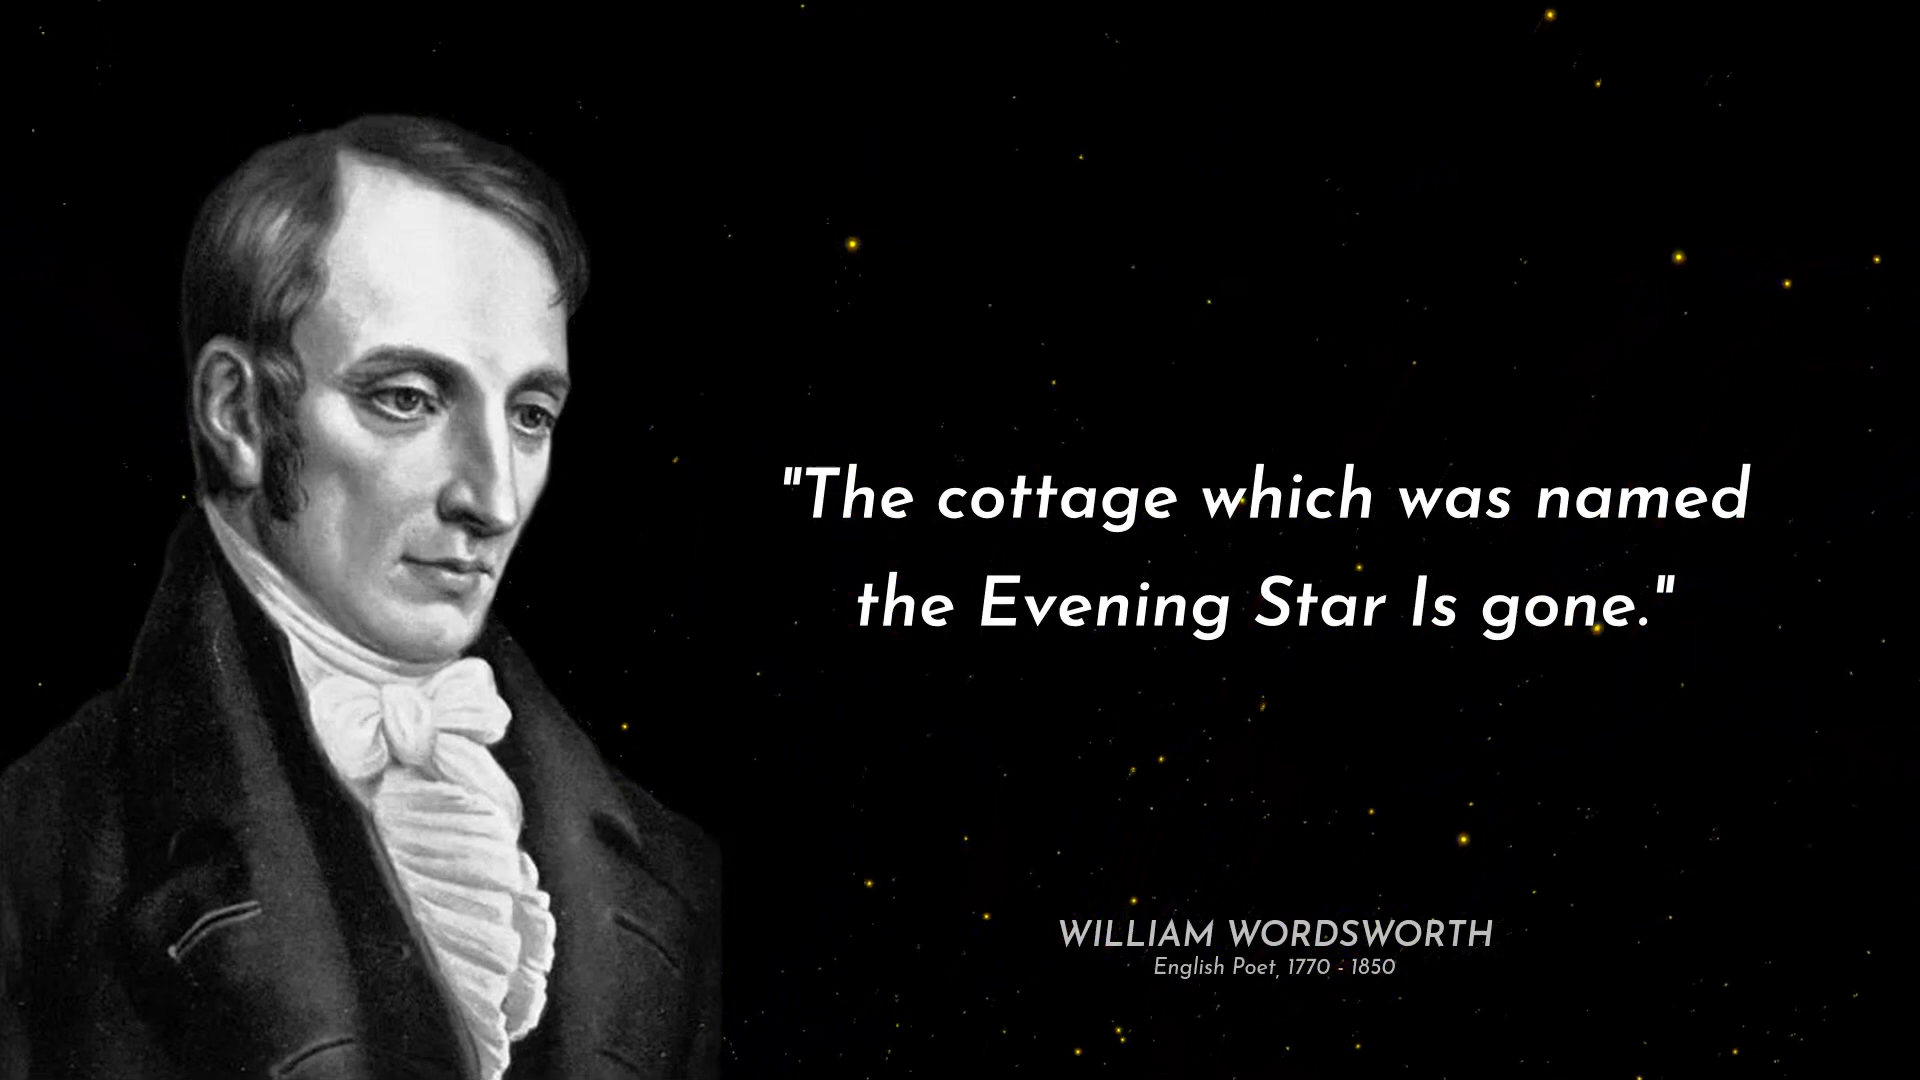 "The cottage which was named
the Evening Star Is gone."
WILLIAM WORDSWORTH
English Poet, 1770 - 1850